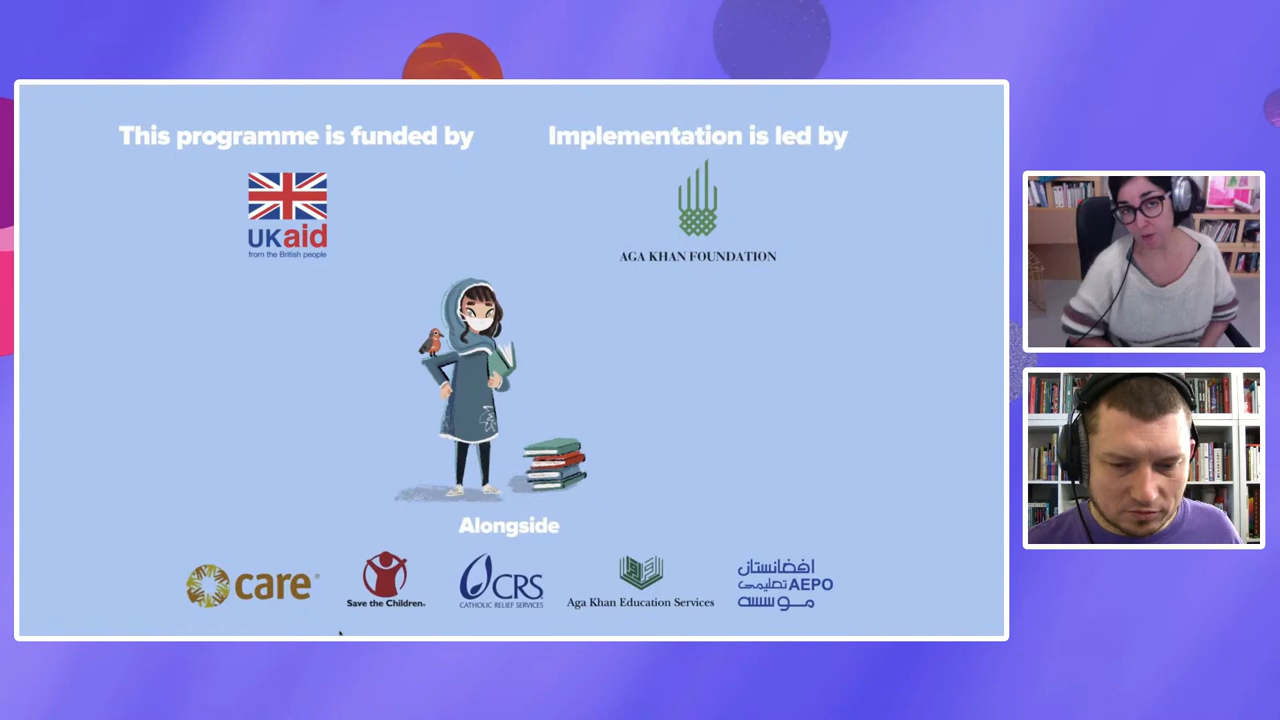 This programme is funded by
Implementation is led by
UKaid
from the British people
AGA KHAN FOUNDATION
Alongside
care®
Save the Children®
CRS
CATHOLIC RELIEF SERVICES
Aga Khan Education Services
افغانستان
تعلیمی AEPO
موسسه